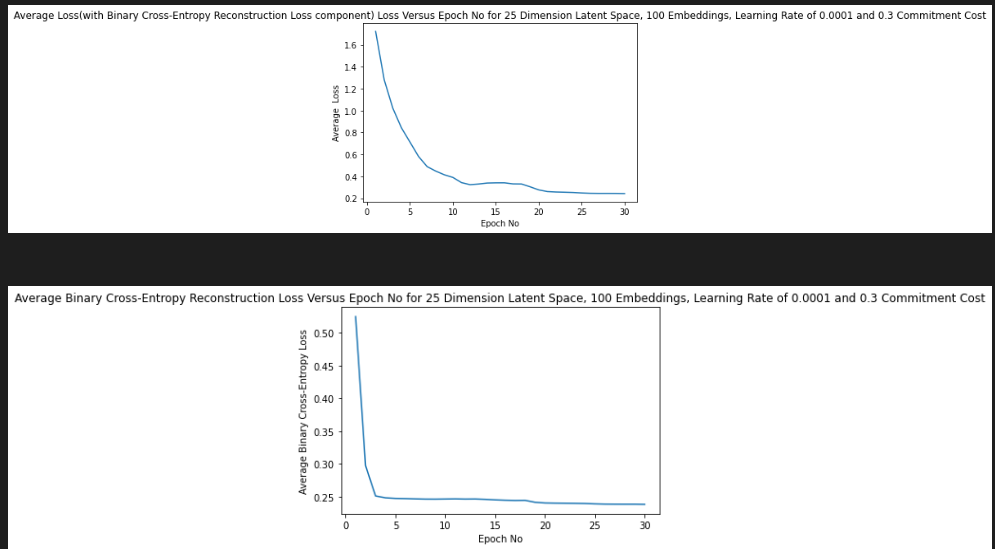 Average Loss(with Binary Cross-Entropy Reconstruction Loss component) Loss Versus Epoch No for 25 Dimension Latent Space, 100 Embeddings, Learning Rate of 0.0001 and 0.3 Commitment Cost
1.6
1.4
1.2
1.0
0.8
0.6
0.4
0.2
Average Loss
0 5 10 15 20 25 30
Epoch No
Average Binary Cross-Entropy Reconstruction Loss Versus Epoch No for 25 Dimension Latent Space, 100 Embeddings, Learning Rate of 0.0001 and 0.3 Commitment Cost
0.50
0.45
0.40
0.35
0.30
0.25
Average Binary Cross-Entropy Loss
0 5 10 15 20 25 30
Epoch No